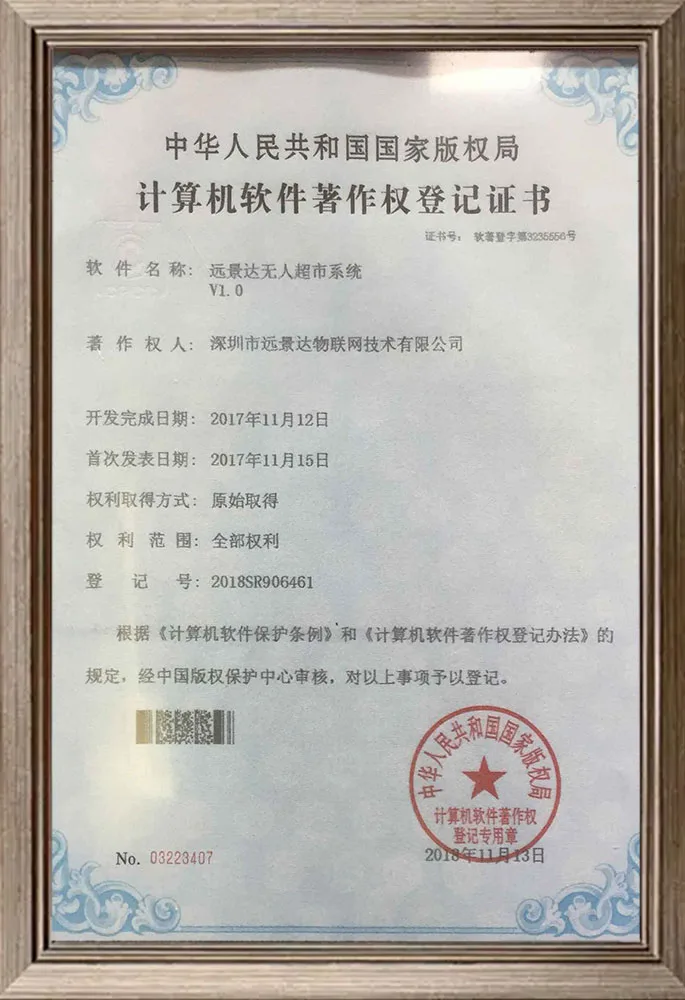 中华人民共和国国家版权局
计算机软件著作权登记证书
证书号： 软著登字第3235556号
软件名称： 远景达无人超市系统
V1.0
著作权人： 深圳市远景达物联网技术有限公司
开发完成日期： 2017年11月12日
首次发表日期： 2017年11月15日
权利取得方式： 原始取得
权利范围： 全部权利
登记号： 2018SR906461
根据《计算机软件保护条例》和《计算机软件著作权登记办法》的
规定，经中国版权保护中心审核，对以上事项予以登记。
中华人民共和国国家版权局
计算机软件著作权
登记专用章
2018年11月13日
No. 03223407